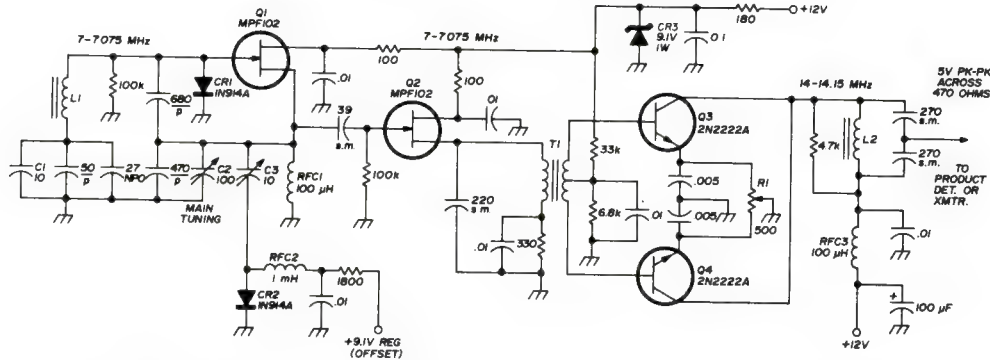 Q1
MPF102
7-7075 MHz
7-7075 MHz
CR3
9.1V
1W
180
+12V
0.1
100
100
.01
.01
L1
100k
680
p
CR1
1N914A
Q2
MPF102
39
s.m.
14-14.15 MHz
5V PK-PK
ACROSS
470 OHMS
Q3
2N2222A
270
s.m.
270
s.m.
4.7k
L2
TO
PRODUCT
DET. OR
XMTR.
C1
10
50
p
27
NPO
470
p
C2
100
C3
10
MAIN
TUNING
RFC1
100 µH
100k
T1
33k
6.8k
.01
.005
.005
R1
500
220
s.m
.01
330
RFC3
100 µH
.01
Q4
2N2222A
100 µF
+
+12V
RFC2
1 mH
1800
CR2
1N914A
.01
+9.1V REG
(OFFSET)